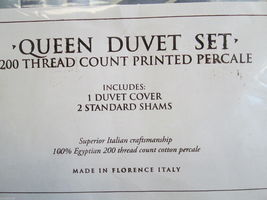 ·QUEEN DUVET SET·
200 THREAD COUNT PRINTED PERCALE
INCLUDES:
1 DUVET COVER
2 STANDARD SHAMS
Superior Italian craftsmanship
100% Egyptian 200 thread count cotton percale
MADE IN FLORENCE ITALY